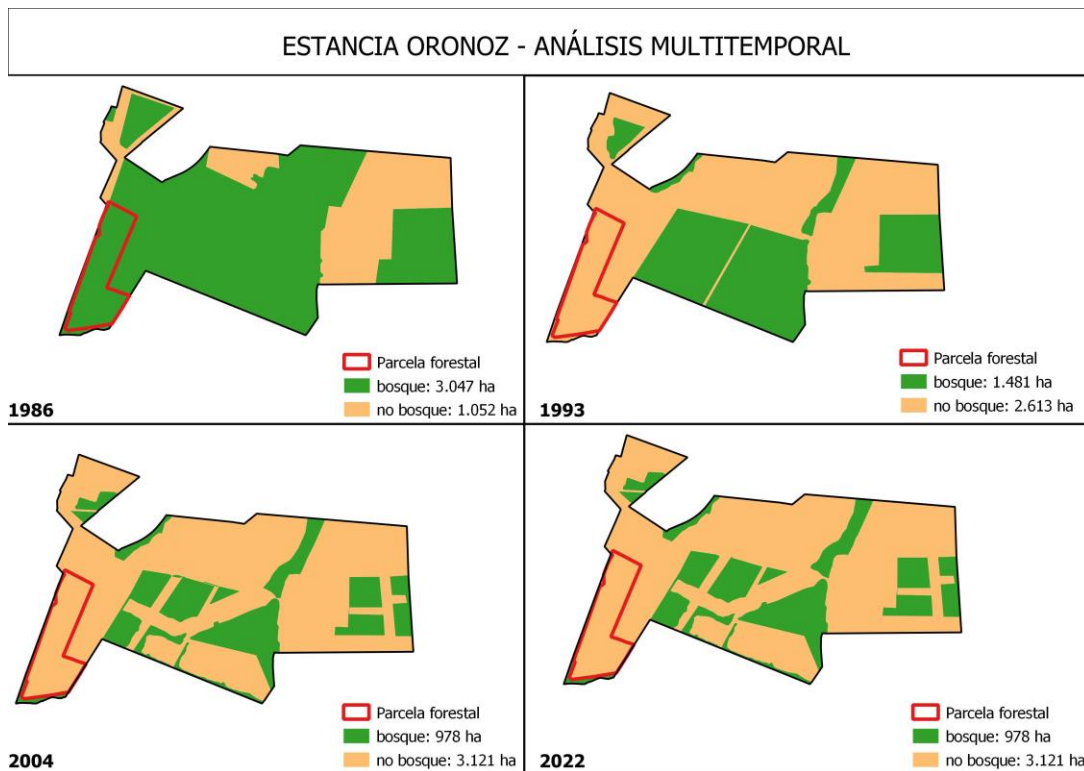 ESTANCIA ORONOZ - ANÁLISIS MULTITEMPORAL
Parcela forestal
bosque: 3.047 ha
no bosque: 1.052 ha
1986
Parcela forestal
bosque: 1.481 ha
no bosque: 2.613 ha
1993
Parcela forestal
bosque: 978 ha
no bosque: 3.121 ha
2004
Parcela forestal
bosque: 978 ha
no bosque: 3.121 ha
2022